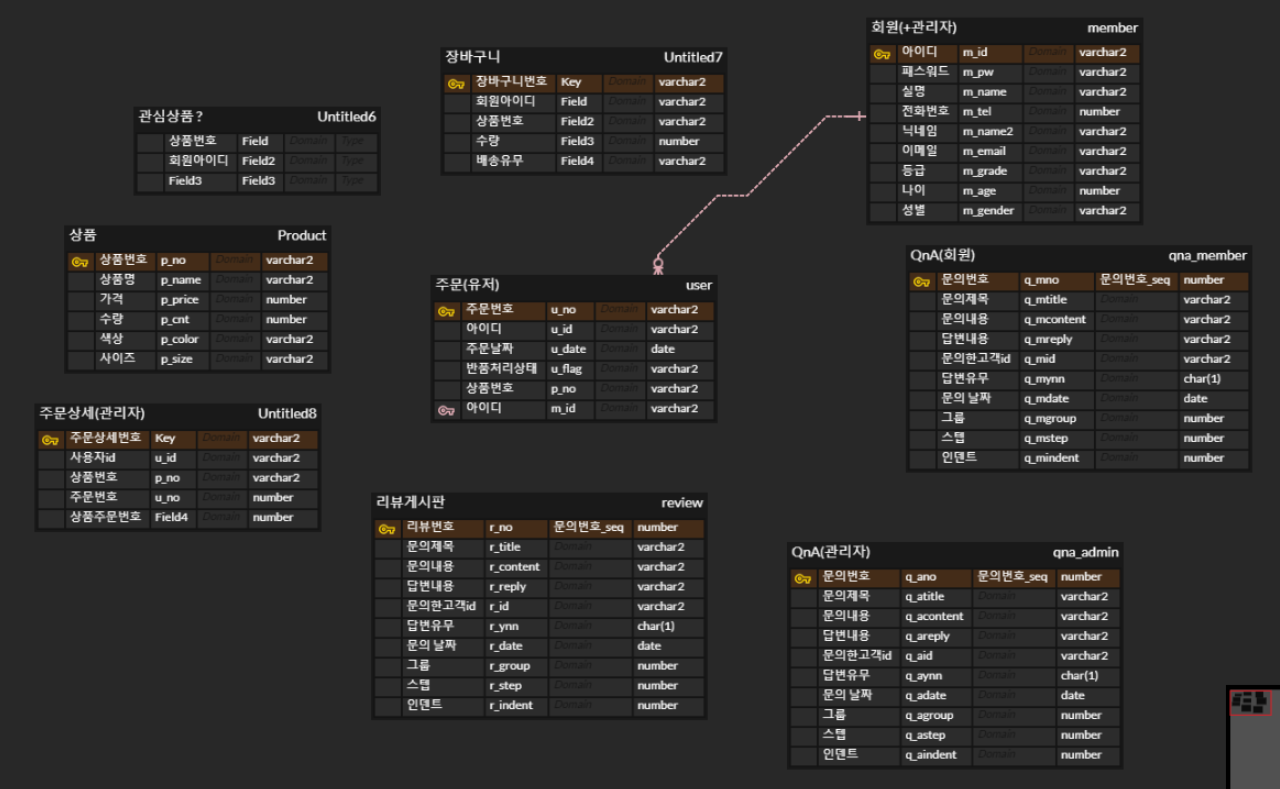 회원(+관리자) member
아이디 m_id Domain varchar2
패스워드 m_pw Domain varchar2
실명 m_name Domain varchar2
전화번호 m_tel Domain number
닉네임 m_name2 Domain varchar2
이메일 m_email Domain varchar2
등급 m_grade Domain varchar2
나이 m_age Domain number
성별 m_gender Domain varchar2
장바구니 Untitled7
장바구니번호 Key Domain varchar2
회원아이디 Field Domain varchar2
상품번호 Field2 Domain varchar2
수량 Field3 Domain number
배송유무 Field4 Domain varchar2
관심상품? Untitled6
상품번호 Field Domain Type
회원아이디 Field2 Domain Type
Field3 Field3 Domain Type
상품 Product
상품번호 p_no Domain varchar2
상품명 p_name Domain varchar2
가격 p_price Domain number
수량 p_cnt Domain number
색상 p_color Domain varchar2
사이즈 p_size Domain varchar2
주문(유저) user
주문번호 u_no Domain varchar2
아이디 u_id Domain varchar2
주문날짜 u_date Domain date
반품처리상태 u_flag Domain varchar2
상품번호 p_no Domain varchar2
아이디 m_id Domain varchar2
QnA(회원) qna_member
문의번호 q_mno 문의번호_seq number
문의제목 q_mtitle Domain varchar2
문의내용 q_mcontent Domain varchar2
답변내용 q_mreply Domain varchar2
문의한고객id q_mid Domain varchar2
답변유무 q_mynn Domain char(1)
문의 날짜 q_mdate Domain date
그룹 q_mgroup Domain number
스텝 q_mstep Domain number
인덴트 q_mindent Domain number
주문상세(관리자) Untitled8
주문상세번호 Key Domain varchar2
사용자id u_id Domain varchar2
상품번호 p_no Domain varchar2
주문번호 u_no Domain number
상품주문번호 Field4 Domain number
리뷰게시판 review
리뷰번호 r_no 문의번호_seq number
문의제목 r_title Domain varchar2
문의내용 r_content Domain varchar2
답변내용 r_reply Domain varchar2
문의한고객id r_id Domain varchar2
답변유무 r_ynn Domain char(1)
문의 날짜 r_date Domain date
그룹 r_group Domain number
스텝 r_step Domain number
인덴트 r_indent Domain number
QnA(관리자) qna_admin
문의번호 q_ano 문의번호_seq number
문의제목 q_atitle Domain varchar2
문의내용 q_acontent Domain varchar2
답변내용 q_areply Domain varchar2
문의한고객id q_aid Domain varchar2
답변유무 q_aynn Domain char(1)
문의 날짜 q_adate Domain date
그룹 q_agroup Domain number
스텝 q_astep Domain number
인덴트 q_aindent Domain number